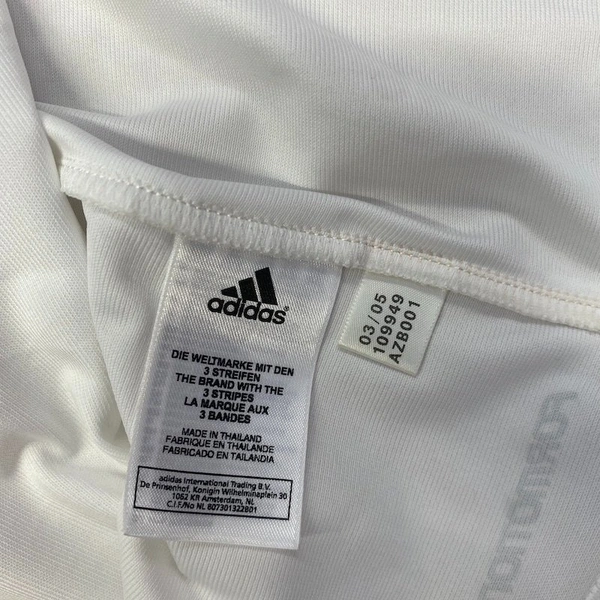 adidas
DIE WELTMARKE MIT DEN
3 STREIFEN
THE BRAND WITH THE
3 STRIPES
LA MARQUE AUX
3 BANDES
MADE IN THAILAND
FABRIQUE EN THAILANDE
FABRICADO EN TAILANDIA
adidas International Trading B.V.
De Prinsenhof, Konigin Wilhelminaplein 30
1062 KR Amsterdam, NL
C.I.F./No NL 807301322B01
03/05
109949
AZB001